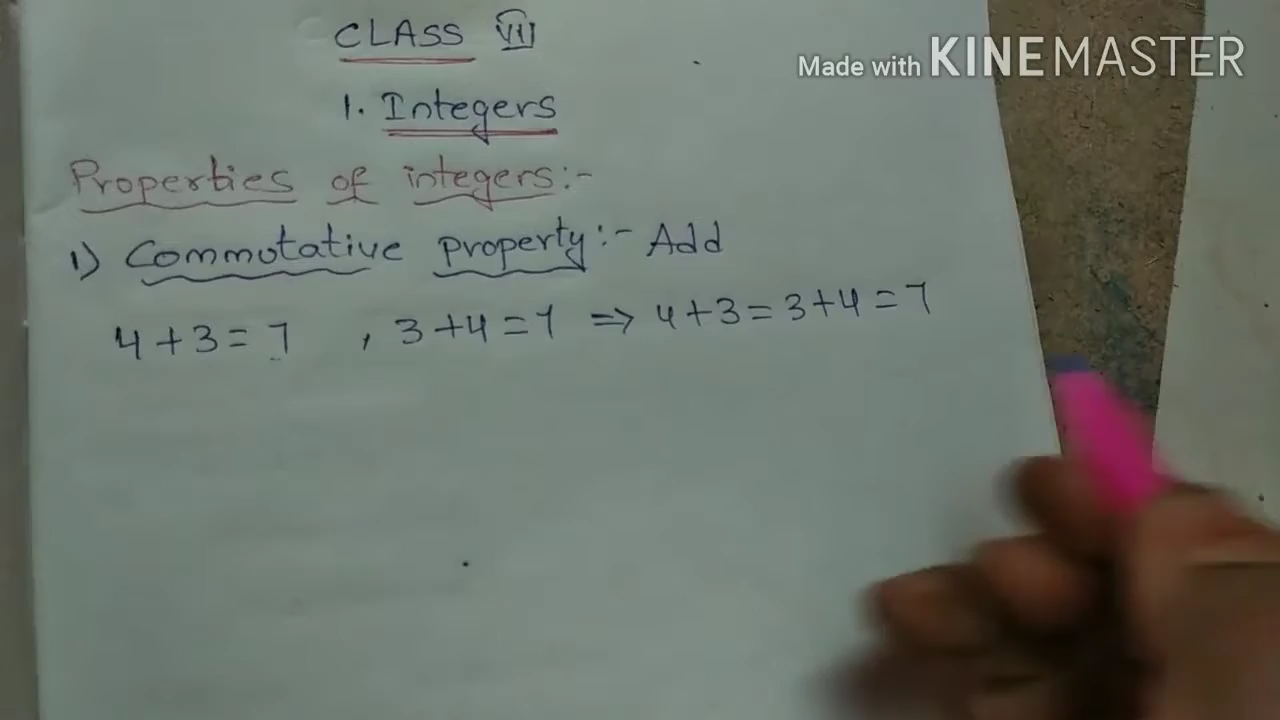 CLASS VII
Made with KINEMASTER
1. Integers
Properties of integers:-
1) Commutative property:- Add
4+3=7 , 3+4=7 ⇒ 4+3=3+4=7